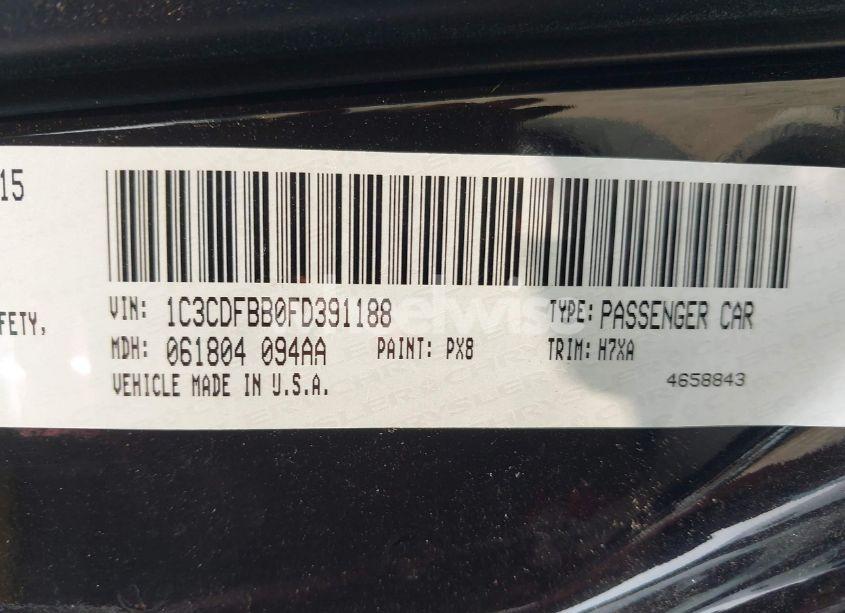 15
FETY,
VIN: 1C3CDFBB0FD391188 TYPE: PASSENGER CAR
MDH: 061804 094AA PAINT: PX8 TRIM: H7XA
VEHICLE MADE IN U.S.A. 4658843